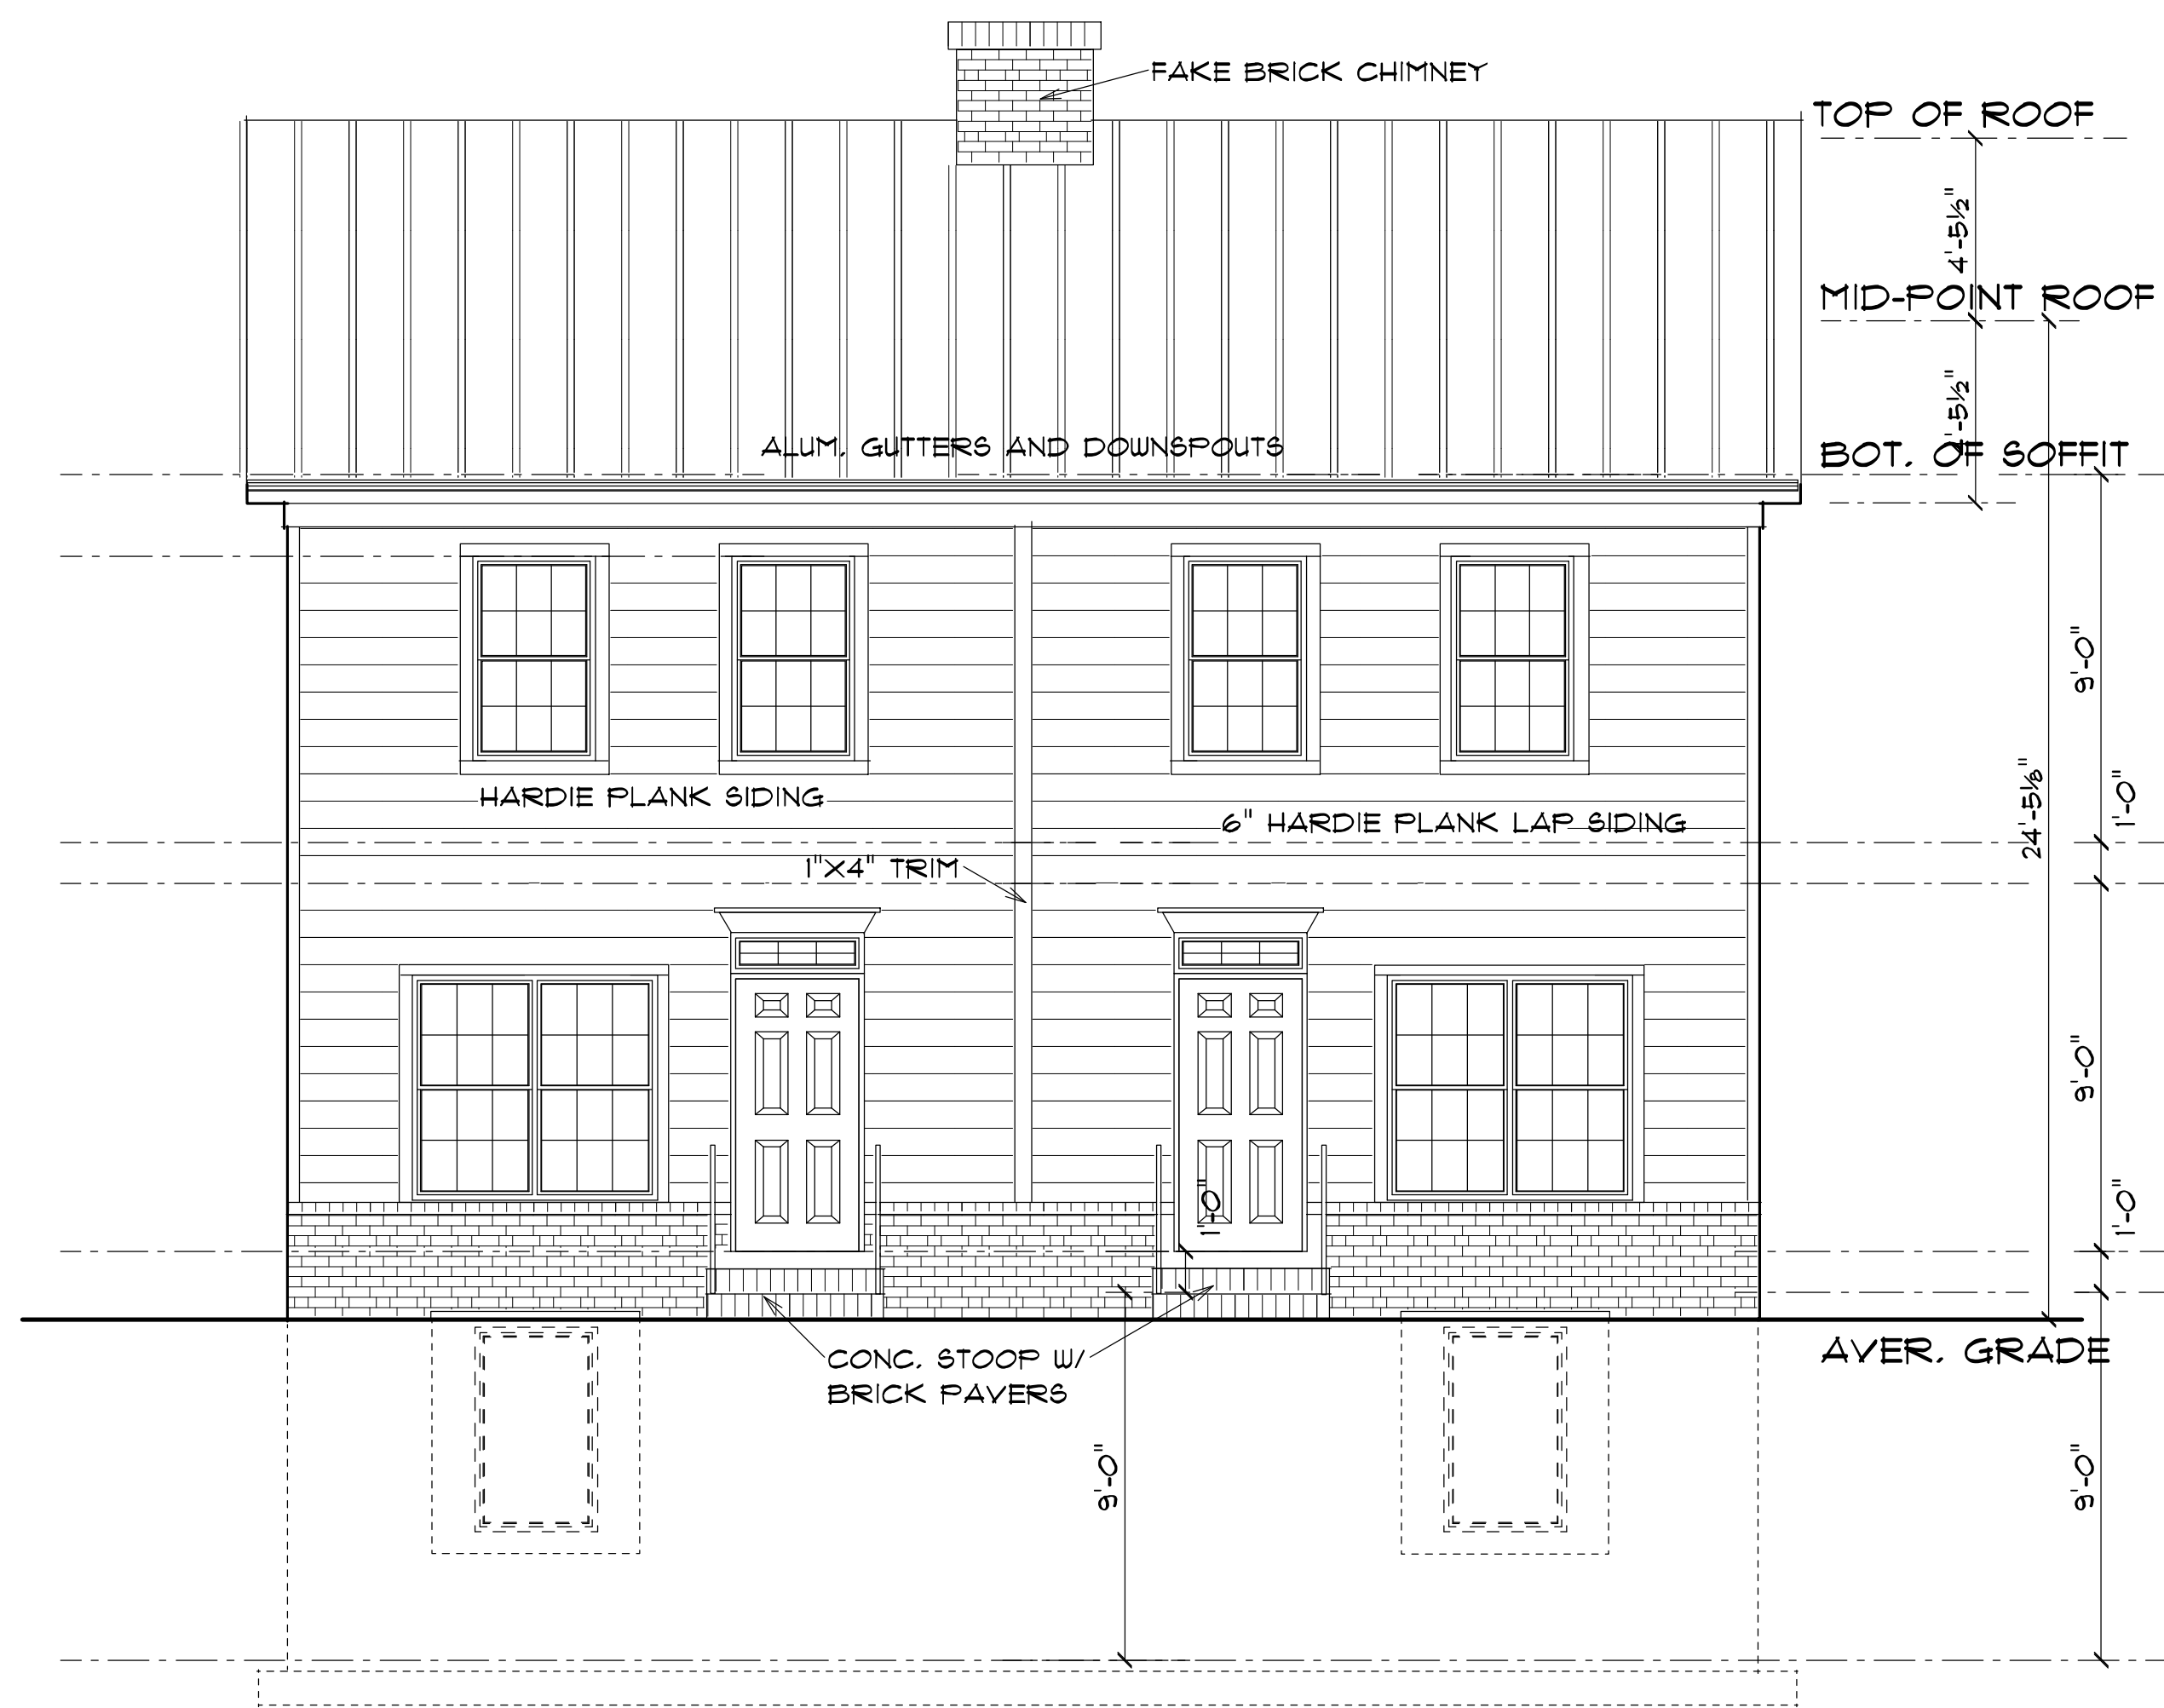 FAKE BRICK CHIMNEY
TOP OF ROOF
4'-5½"
MID-POINT ROOF
4'-5½"
ALUM. GUTTERS AND DOWNSPOUTS
BOT. OF SOFFIT
9'-0"
HARDIE PLANK SIDING
6" HARDIE PLANK LAP SIDING
24'-5⅛"
1'-0"
1"X4" TRIM
9'-0"
1'-0"
1'-0"
CONC. STOOP W/
BRICK PAVERS
AVER. GRADE
9'-0"
9'-0"